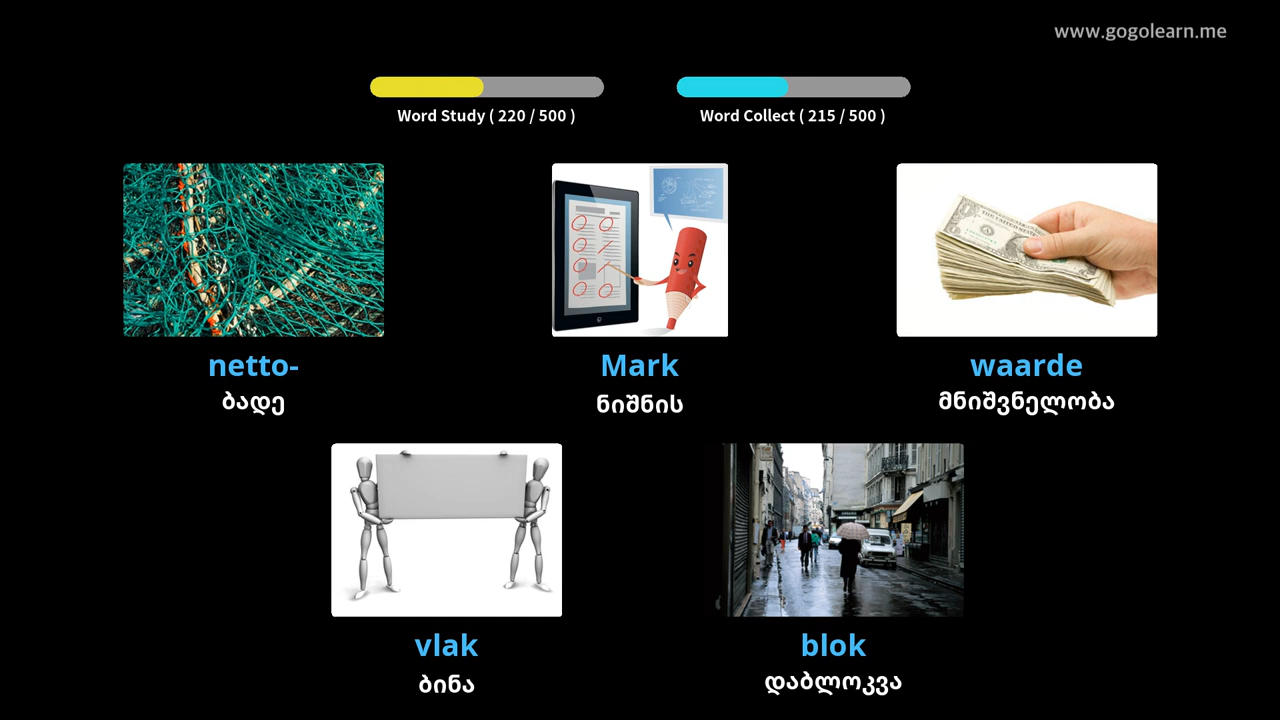 www.gogolearn.me
Word Study ( 220 / 500 )
Word Collect ( 215 / 500 )
netto-
ბადე
Mark
ნიშნის
waarde
მნიშვნელობა
vlak
ბინა
blok
დაბლოკვა